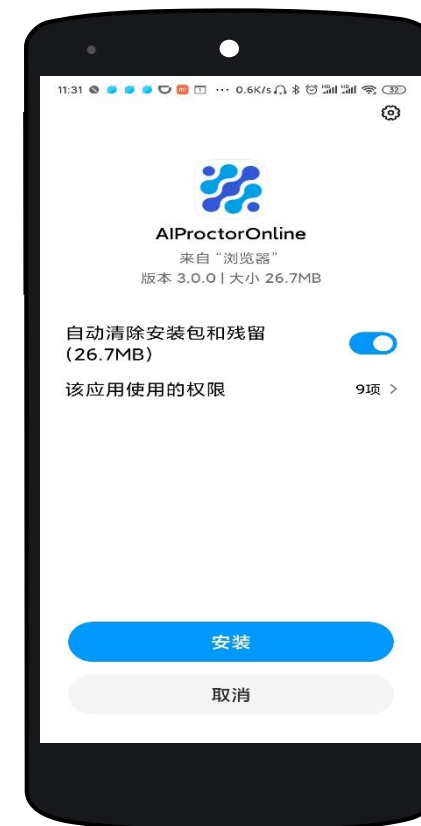 11:31 ··· 0.6K/s 32
AIProctorOnline
来自“浏览器”
版本 3.0.0 | 大小 26.7MB
自动清除安装包和残留
(26.7MB)
该应用使用的权限 9项 >
安装
取消